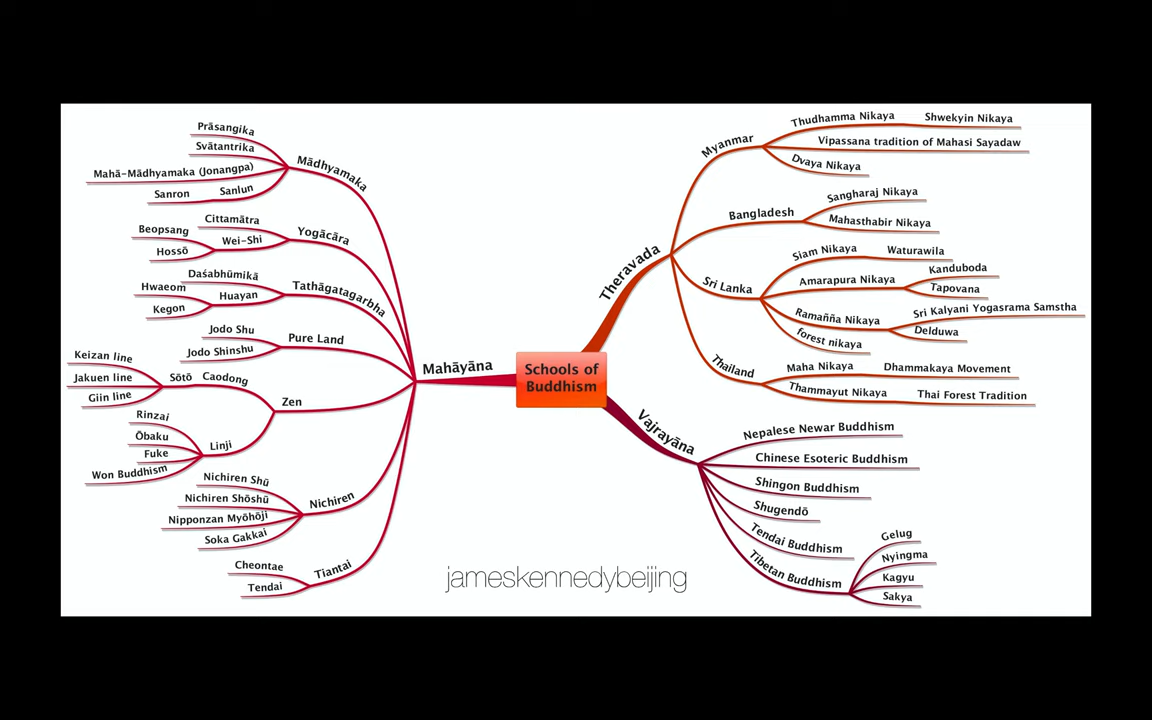 Schools of
Buddhism
Mahāyāna
Mādhyamaka
Prāsangika
Svātantrika
Mahā-Mādhyamaka (Jonangpa)
Sanlun
Sanron
Yogācāra
Cittamātra
Wei-Shi
Beopsang
Hossō
Tathāgatagarbha
Daśabhūmikā
Huayan
Hwaeom
Kegon
Pure Land
Jodo Shu
Jodo Shinshu
Zen
Caodong
Sōtō
Keizan line
Jakuen line
Giin line
Linji
Rinzai
Ōbaku
Fuke
Won Buddhism
Nichiren
Nichiren Shū
Nichiren Shōshū
Nipponzan Myōhōji
Soka Gakkai
Tiantai
Cheontae
Tendai
Theravada
Myanmar
Thudhamma Nikaya
Shwekyin Nikaya
Vipassana tradition of Mahasi Sayadaw
Dvaya Nikaya
Bangladesh
Sangharaj Nikaya
Mahasthabir Nikaya
Sri Lanka
Siam Nikaya
Waturawila
Amarapura Nikaya
Kanduboda
Tapovana
Ramañña Nikaya
Sri Kalyani Yogasrama Samstha
Delduwa
forest nikaya
Thailand
Maha Nikaya
Dhammakaya Movement
Thammayut Nikaya
Thai Forest Tradition
Vajrayāna
Nepalese Newar Buddhism
Chinese Esoteric Buddhism
Shingon Buddhism
Shugendō
Tendai Buddhism
Tibetan Buddhism
Gelug
Nyingma
Kagyu
Sakya
jameskennedybeijing